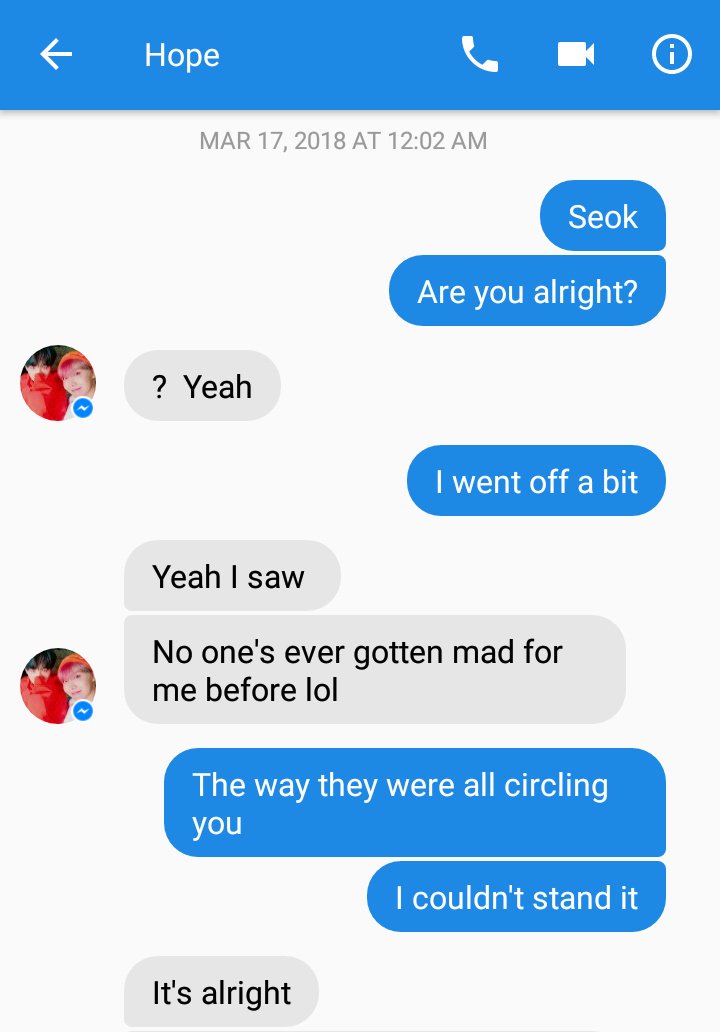 Hope
MAR 17, 2018 AT 12:02 AM
Seok
Are you alright?
? Yeah
I went off a bit
Yeah I saw
No one's ever gotten mad for
me before lol
The way they were all circling
you
I couldn't stand it
It's alright